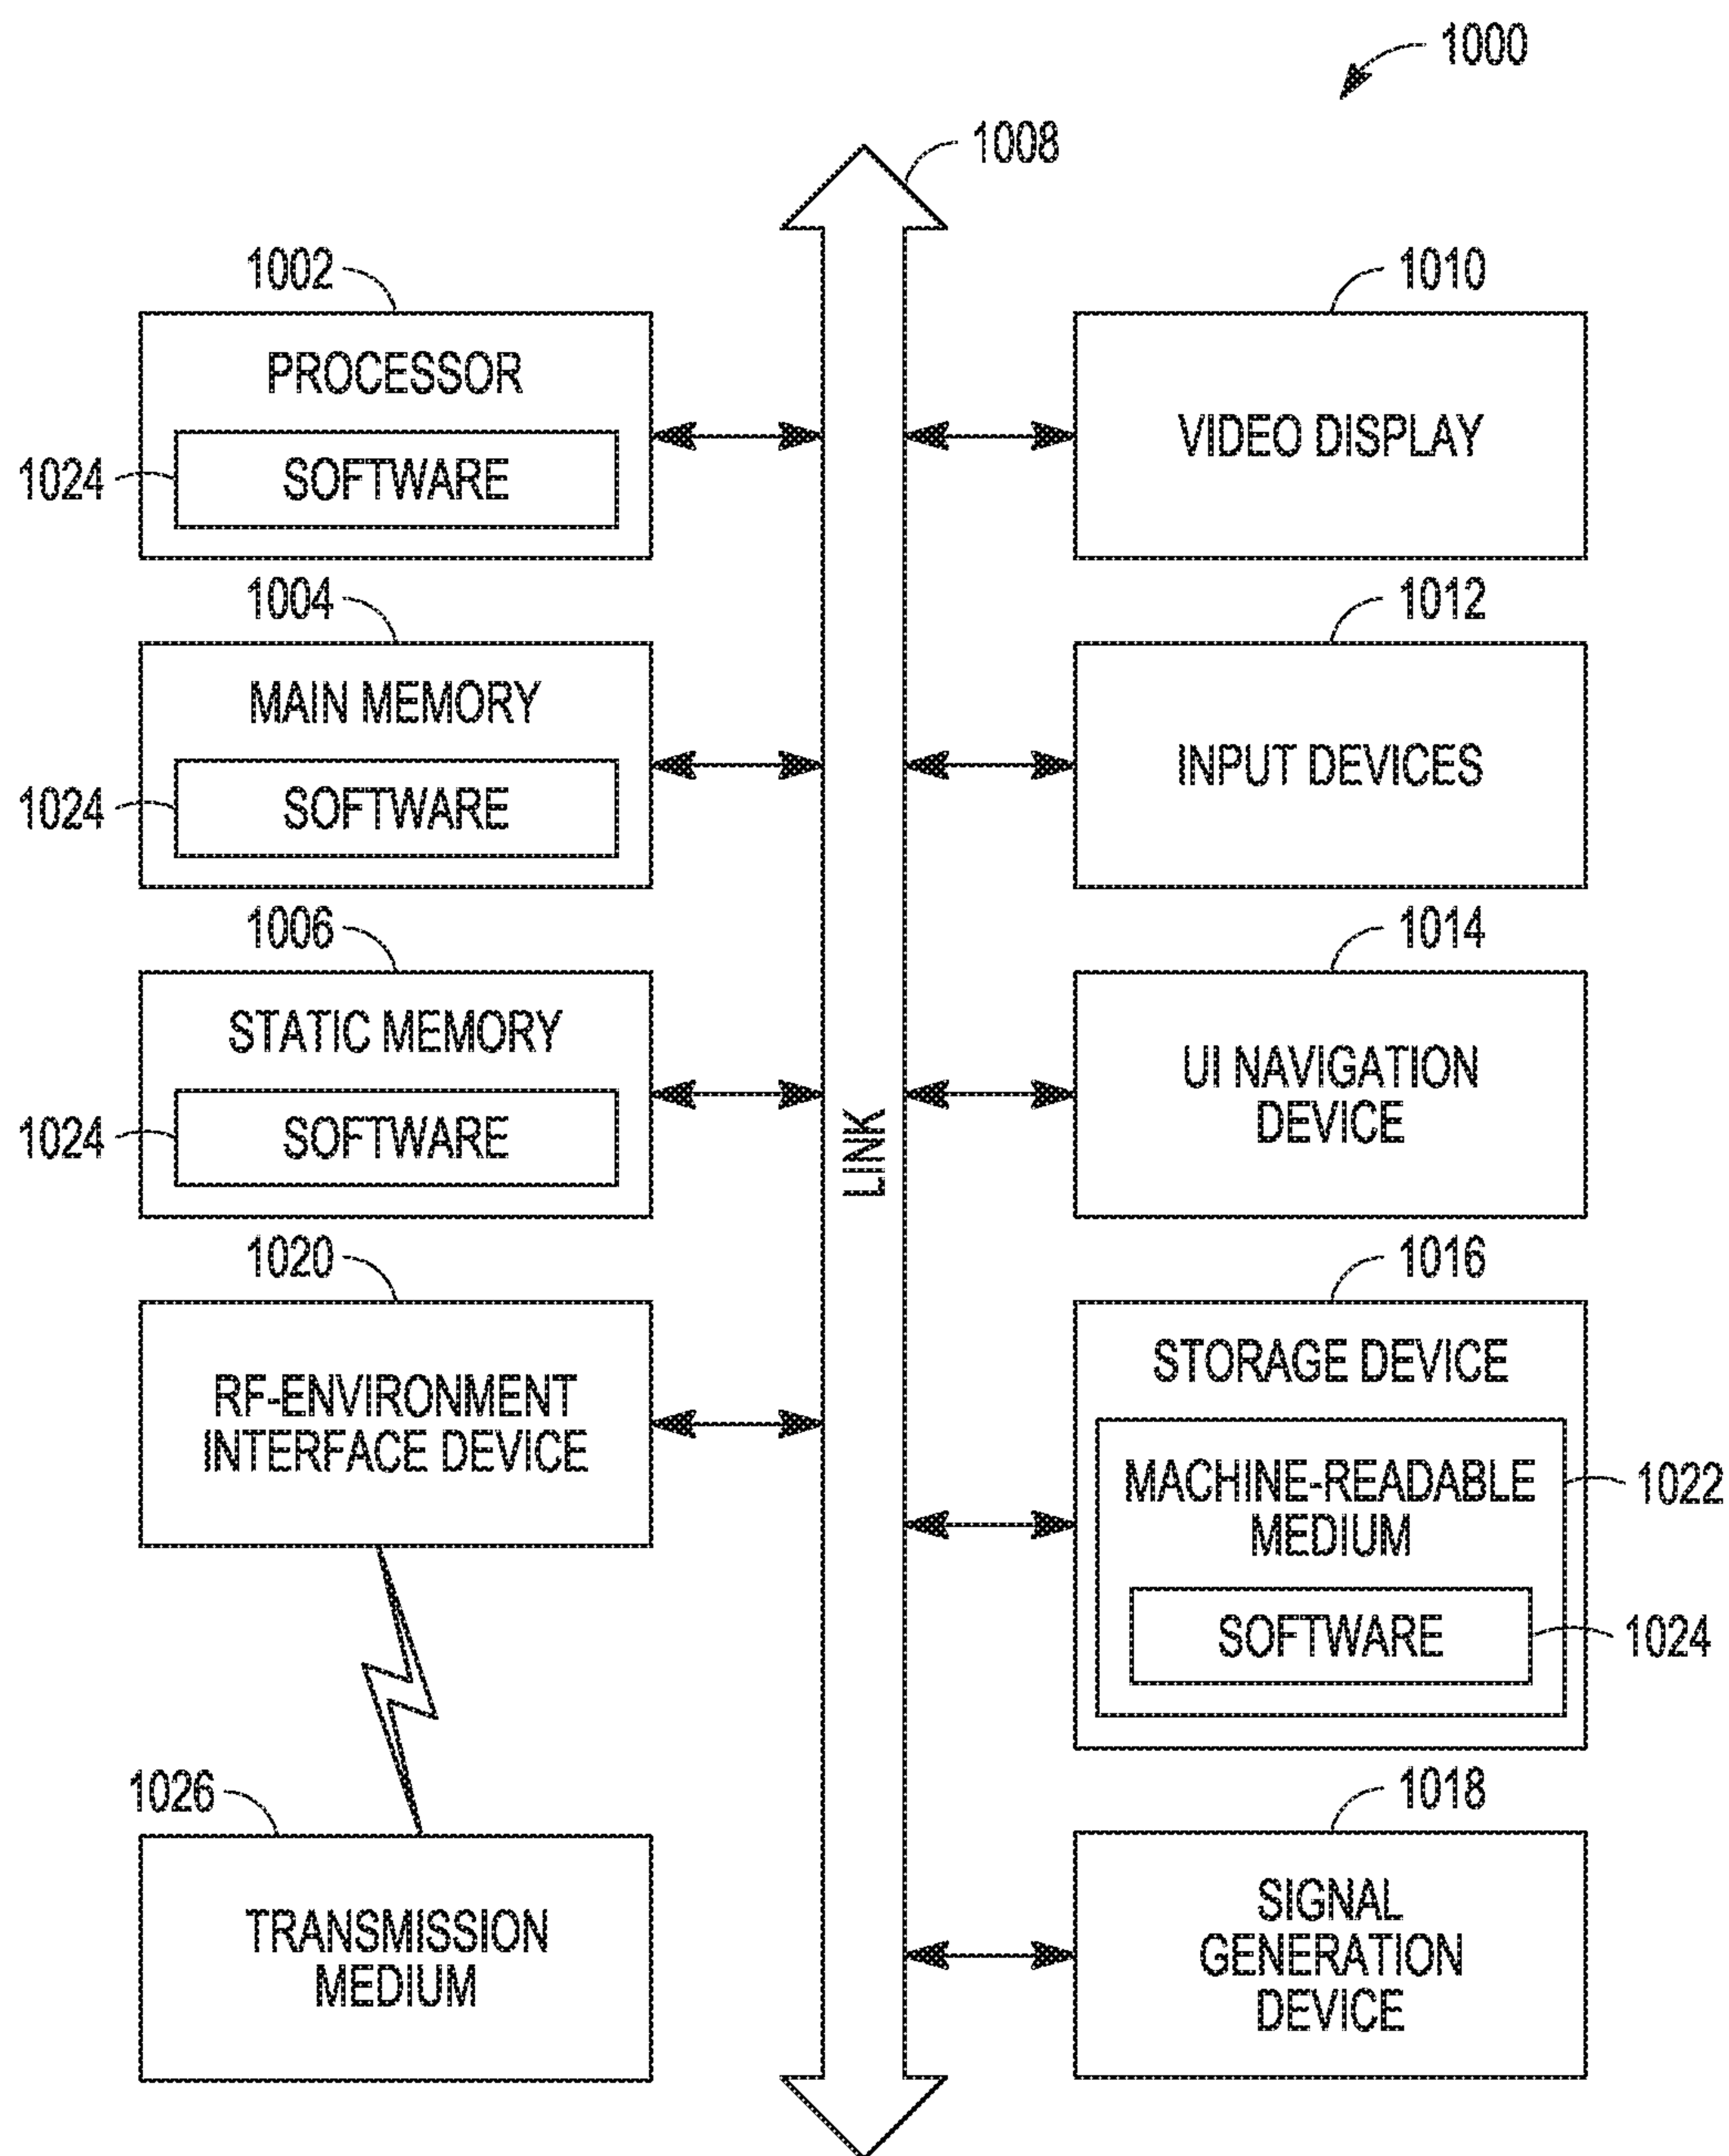 1000
1008
1002
PROCESSOR
1024
SOFTWARE
1004
MAIN MEMORY
1024
SOFTWARE
1006
STATIC MEMORY
1024
SOFTWARE
1020
RF-ENVIRONMENT
INTERFACE DEVICE
1026
TRANSMISSION
MEDIUM
LINK
1010
VIDEO DISPLAY
1012
INPUT DEVICES
1014
UI NAVIGATION
DEVICE
1016
STORAGE DEVICE
MACHINE-READABLE
MEDIUM
1022
SOFTWARE
1024
1018
SIGNAL
GENERATION
DEVICE